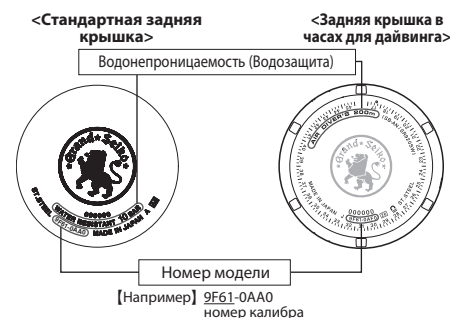 <Стандартная задняя
крышка>
<Задняя крышка в
часах для дайвинга>
Водонепроницаемость (Водозащита)
Grand Seiko
000000
WATER RESISTANT 10 BAR
ST.STEEL
9F61-0AA0
MADE IN JAPAN A
AIR DIVER'S 200m
Grand Seiko
000000
MADE IN JAPAN
ST.STEEL
Номер модели
【Например】 9F61-0AA0
номер калибра